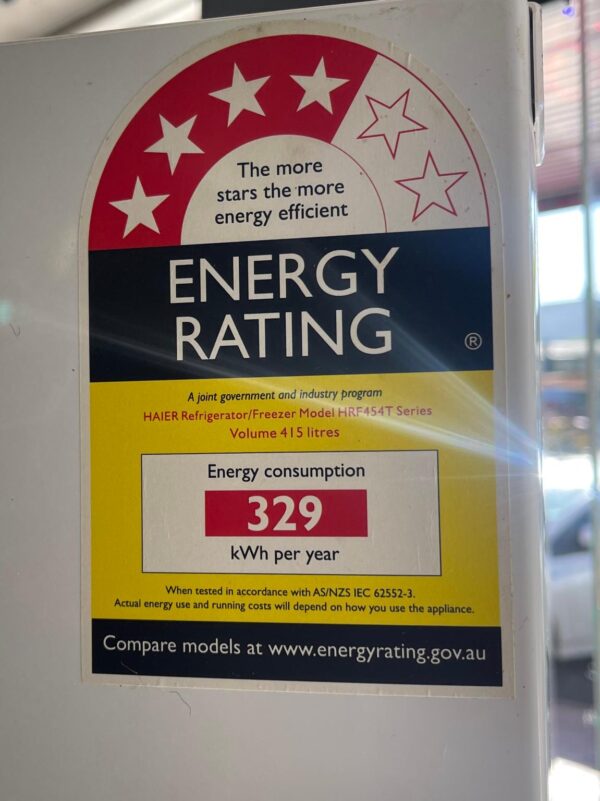 The more
stars the more
energy efficient
ENERGY
RATING
®
A joint government and industry program
HAIER Refrigerator/Freezer Model HRF454T Series
Volume 415 litres
Energy consumption
329
kWh per year
When tested in accordance with AS/NZS IEC 62552-3.
Actual energy use and running costs will depend on how you use the appliance.
Compare models at www.energyrating.gov.au